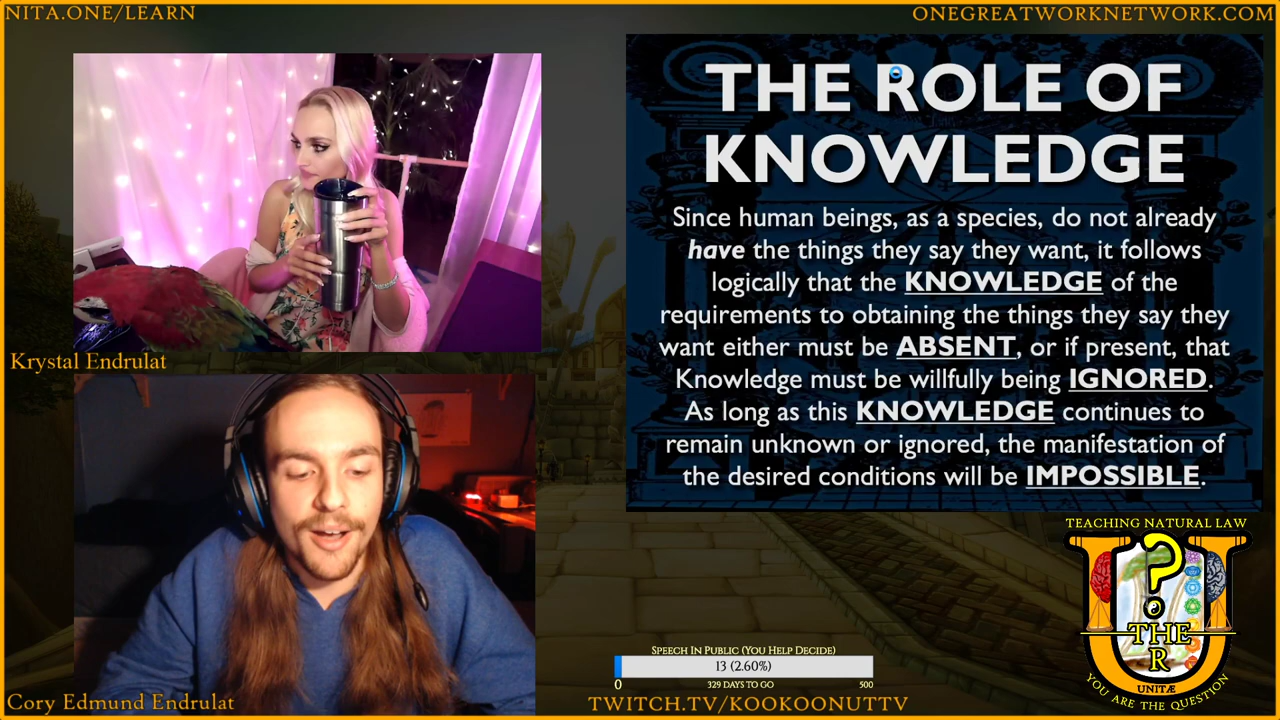 NITA.ONE/LEARN
ONEGREATWORKNETWORK.COM
THE ROLE OF
KNOWLEDGE
Since human beings, as a species, do not already
have the things they say they want, it follows
logically that the KNOWLEDGE of the
requirements to obtaining the things they say they
want either must be ABSENT, or if present, that
Knowledge must be willfully being IGNORED.
As long as this KNOWLEDGE continues to
remain unknown or ignored, the manifestation of
the desired conditions will be IMPOSSIBLE.
Krystal Endrulat
Cory Edmund Endrulat
SPEECH IN PUBLIC (YOU HELP DECIDE)
13 (2.60%)
0
329 DAYS TO GO
500
TWITCH.TV/KOOKOONUTTV
TEACHING NATURAL LAW
U
?
THE
R
UNITÆ
YOU ARE THE QUESTION